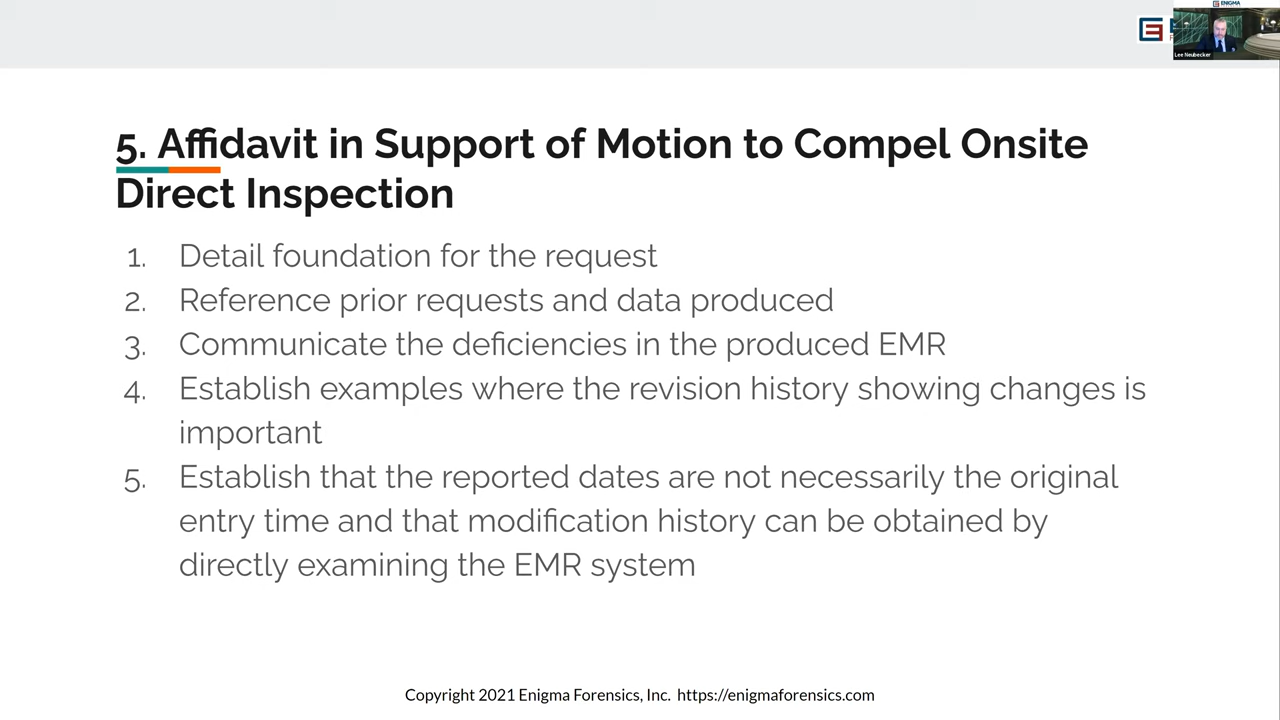 ENIGMA
Lee Neubecker
5. Affidavit in Support of Motion to Compel Onsite
Direct Inspection
1. Detail foundation for the request
2. Reference prior requests and data produced
3. Communicate the deficiencies in the produced EMR
4. Establish examples where the revision history showing changes is
important
5. Establish that the reported dates are not necessarily the original
entry time and that modification history can be obtained by
directly examining the EMR system
Copyright 2021 Enigma Forensics, Inc. https://enigmaforensics.com